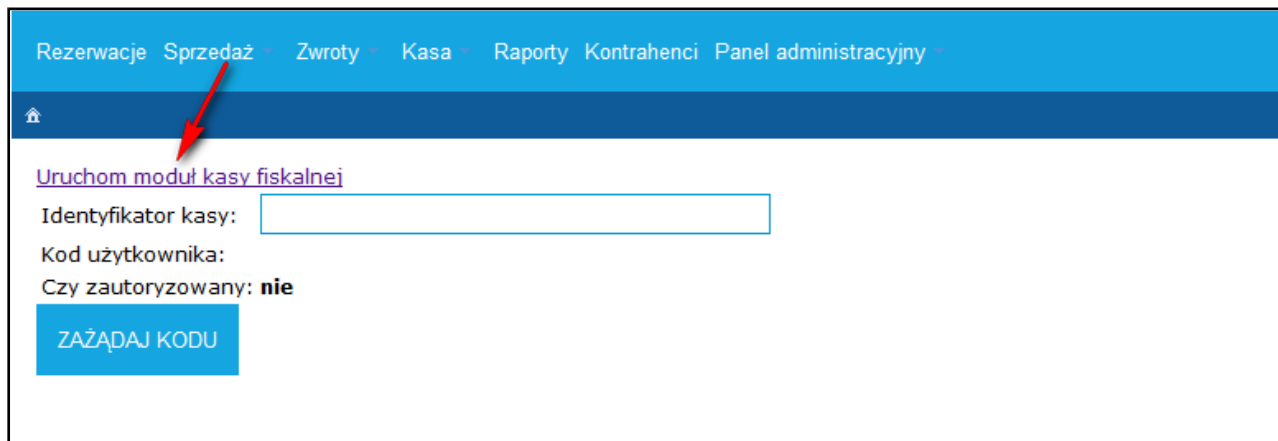 Rezerwacje Sprzedaż Zwroty Kasa Raporty Kontrahenci Panel administracyjny
Uruchom moduł kasy fiskalnej
Identyfikator kasy:
Kod użytkownika:
Czy zautoryzowany: nie
ZAŻĄDAJ KODU